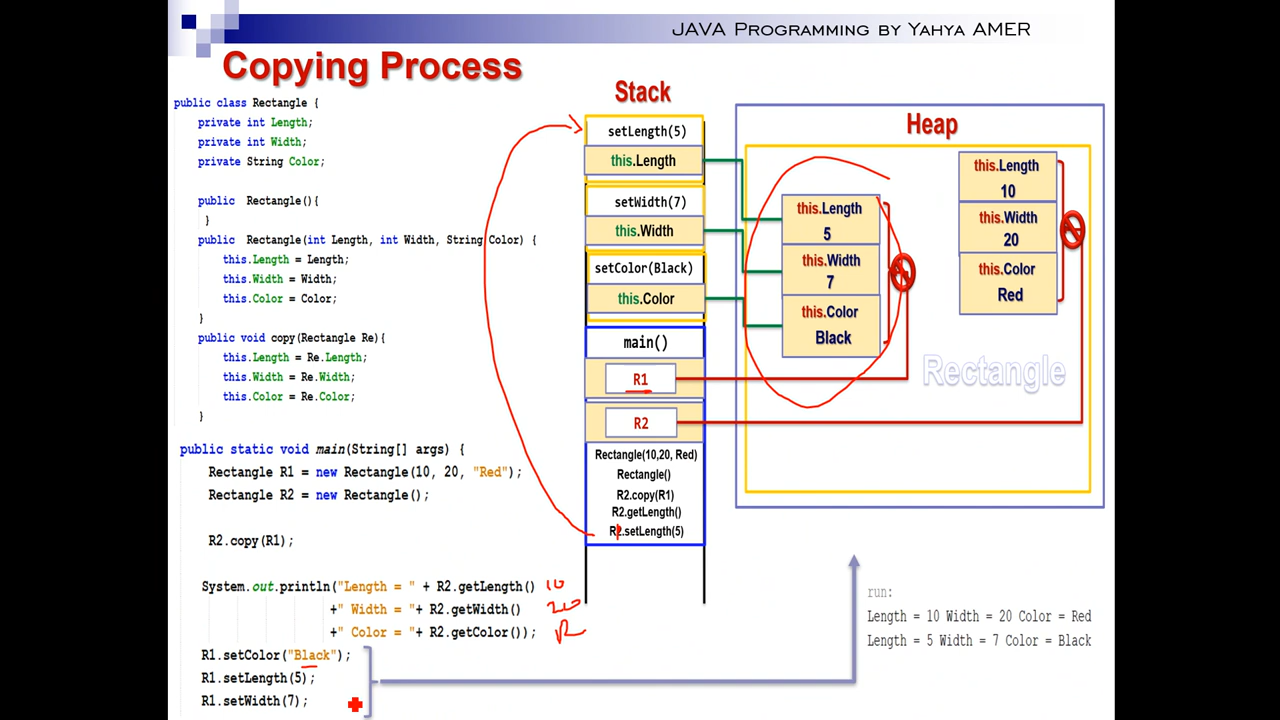 JAVA Programming by Yahya AMER
Copying Process
public class Rectangle {
private int Length;
private int Width;
private String Color;
public Rectangle(){
}
public Rectangle(int Length, int Width, String Color) {
this.Length = Length;
this.Width = Width;
this.Color = Color;
}
public void copy(Rectangle Re){
this.Length = Re.Length;
this.Width = Re.Width;
this.Color = Re.Color;
}
public static void main(String[] args) {
Rectangle R1 = new Rectangle(10, 20, "Red");
Rectangle R2 = new Rectangle();
R2.copy(R1);
System.out.println("Length = " + R2.getLength() 10
+" Width = "+ R2.getWidth() 20
+" Color = "+ R2.getColor()); R
R1.setColor("Black");
R1.setLength(5);
R1.setWidth(7);
Stack
setLength(5)
this.Length
setWidth(7)
this.Width
setColor(Black)
this.Color
main()
R1
R2
Rectangle(10,20, Red)
Rectangle()
R2.copy(R1)
R2.getLength()
R2.setLength(5)
Heap
this.Length
5
this.Width
7
this.Color
Black
this.Length
10
this.Width
20
this.Color
Red
Rectangle
run:
Length = 10 Width = 20 Color = Red
Length = 5 Width = 7 Color = Black